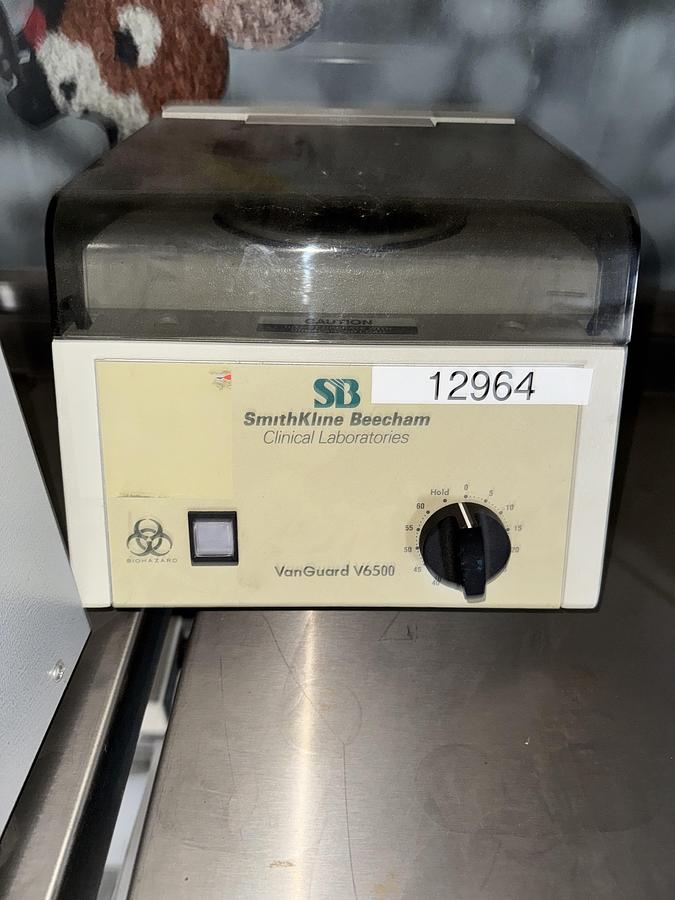 CAUTION
SB
12964
SmithKline Beecham
Clinical Laboratories
Hold 0 5
60 10
55 15
50 20
45
40
BIOHAZARD
VanGuard V6500